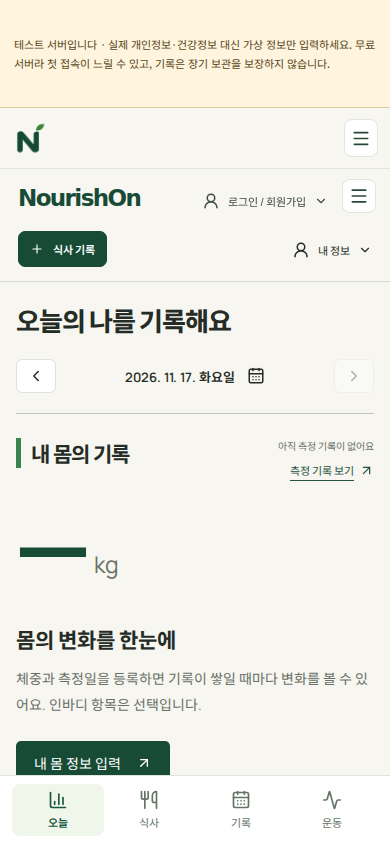 테스트 서버입니다 · 실제 개인정보·건강정보 대신 가상 정보만 입력하세요. 무료
서버라 첫 접속이 느릴 수 있고, 기록은 장기 보관을 보장하지 않습니다.
N
NourishOn
로그인 / 회원가입
식사 기록
내 정보
오늘의 나를 기록해요
2026. 11. 17. 화요일
내 몸의 기록
아직 측정 기록이 없어요
측정 기록 보기
— kg
몸의 변화를 한눈에
체중과 측정일을 등록하면 기록이 쌓일 때마다 변화를 볼 수 있
어요. 인바디 항목은 선택입니다.
내 몸 정보 입력
오늘
식사
기록
운동